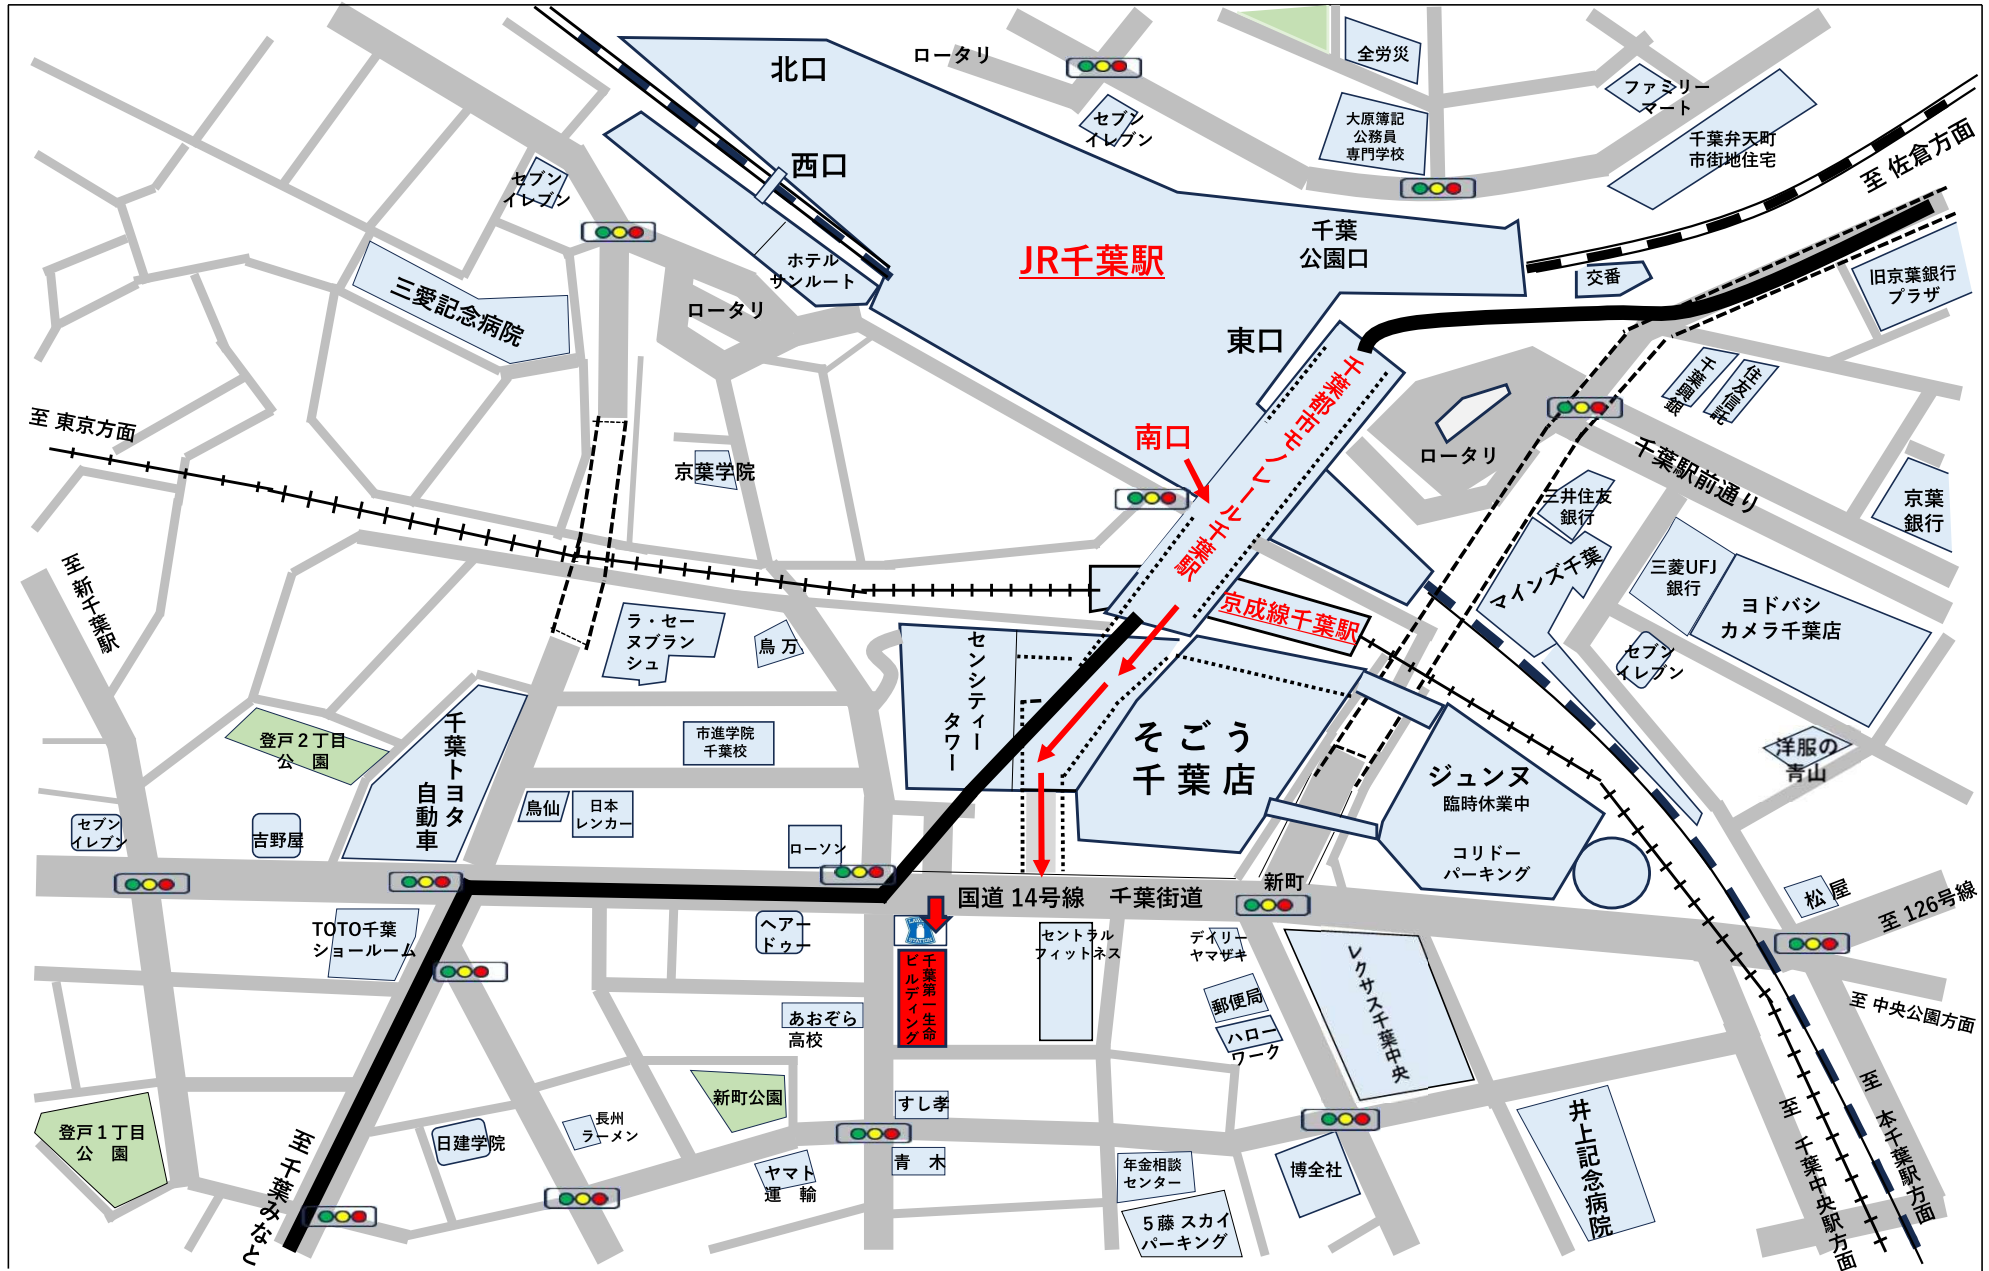 北口
ロータリ
全労災
ファミリー
マート
セブン
イレブン
大原簿記
公務員
専門学校
千葉弁天町
市街地住宅
至 佐倉方面
西口
セブン
イレブン
千葉
公園口
JR千葉駅
ホテル
サンルート
交番
旧京葉銀行
プラザ
三愛記念病院
ロータリ
東口
千葉都市モノレール千葉駅
千葉興銀
住友信託
至 東京方面
南口
ロータリ
千葉駅前通り
京葉学院
三井住友
銀行
京葉
銀行
マインズ千葉
三菱UFJ
銀行
ヨドバシ
カメラ千葉店
至 新千葉駅
京成線千葉駅
ラ・セー
ヌブラン
シュ
鳥万
センシティー
タワー
セブン
イレブン
千葉トヨタ
自動車
登戸２丁目
公　園
市進学院
千葉校
そごう
千葉店
ジュンヌ
臨時休業中
洋服の
青山
セブン
イレブン
吉野屋
鳥仙
日本
レンカー
ローソン
コリドー
パーキング
新町
国道 14号線　千葉街道
松屋
至 126号線
TOTO千葉
ショールーム
ヘアー
ドゥー
LAWSON
STATION
千葉第一生命
ビルディング
セントラル
フィットネス
デイリー
ヤマザキ
レクサス千葉中央
郵便局
ハロー
ワーク
至 中央公園方面
あおぞら
高校
新町公園
すし孝
登戸１丁目
公　園
日建学院
長州
ラーメン
青　木
ヤマト
運　輸
年金相談
センター
５藤 スカイ
パーキング
博全社
井上記念病院
至 千葉みなと
至 千葉中央駅方面
至 本千葉駅方面